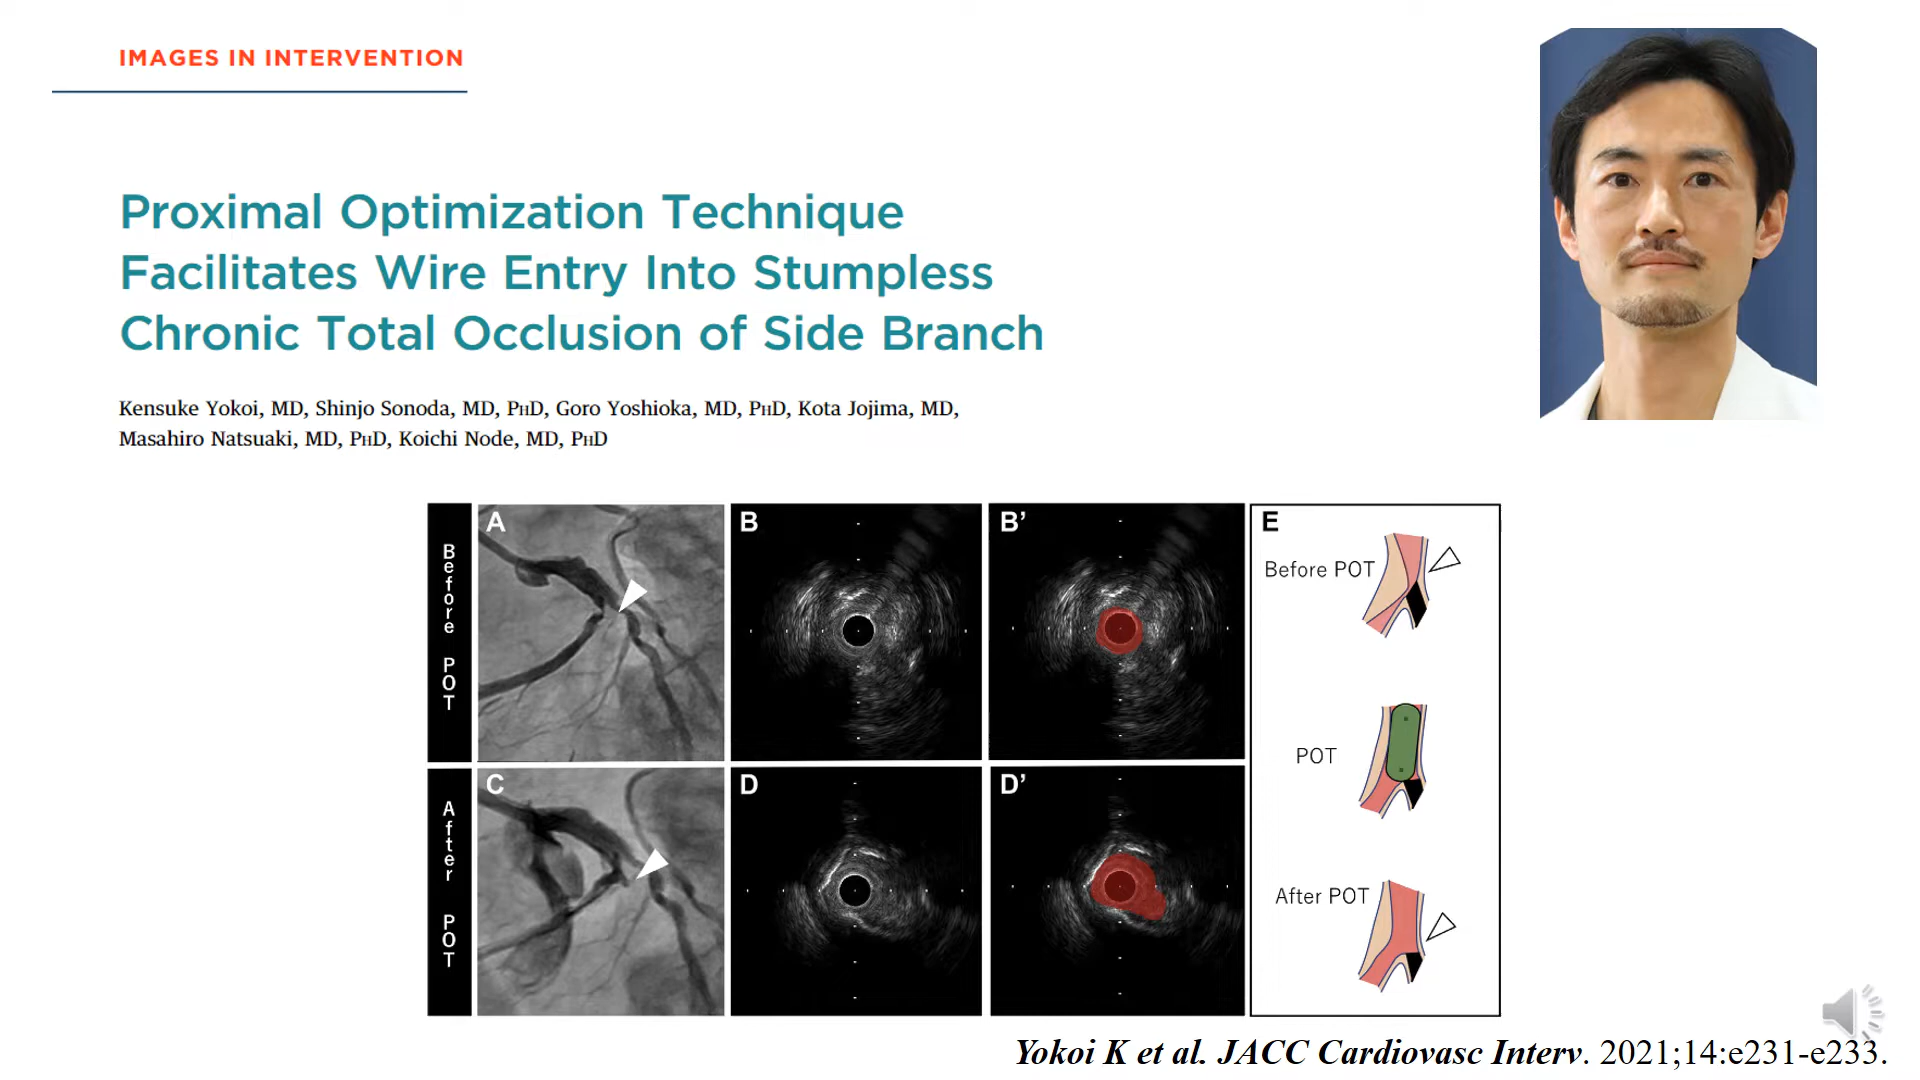 IMAGES IN INTERVENTION
Proximal Optimization Technique
Facilitates Wire Entry Into Stumpless
Chronic Total Occlusion of Side Branch
Kensuke Yokoi, MD, Shinjo Sonoda, MD, PhD, Goro Yoshioka, MD, PhD, Kota Jojima, MD,
Masahiro Natsuaki, MD, PhD, Koichi Node, MD, PhD
Before POT
A
B
B’
E
Before POT
POT
After POT
After POT
C
D
D’
Yokoi K et al. JACC Cardiovasc Interv. 2021;14:e231-e233.